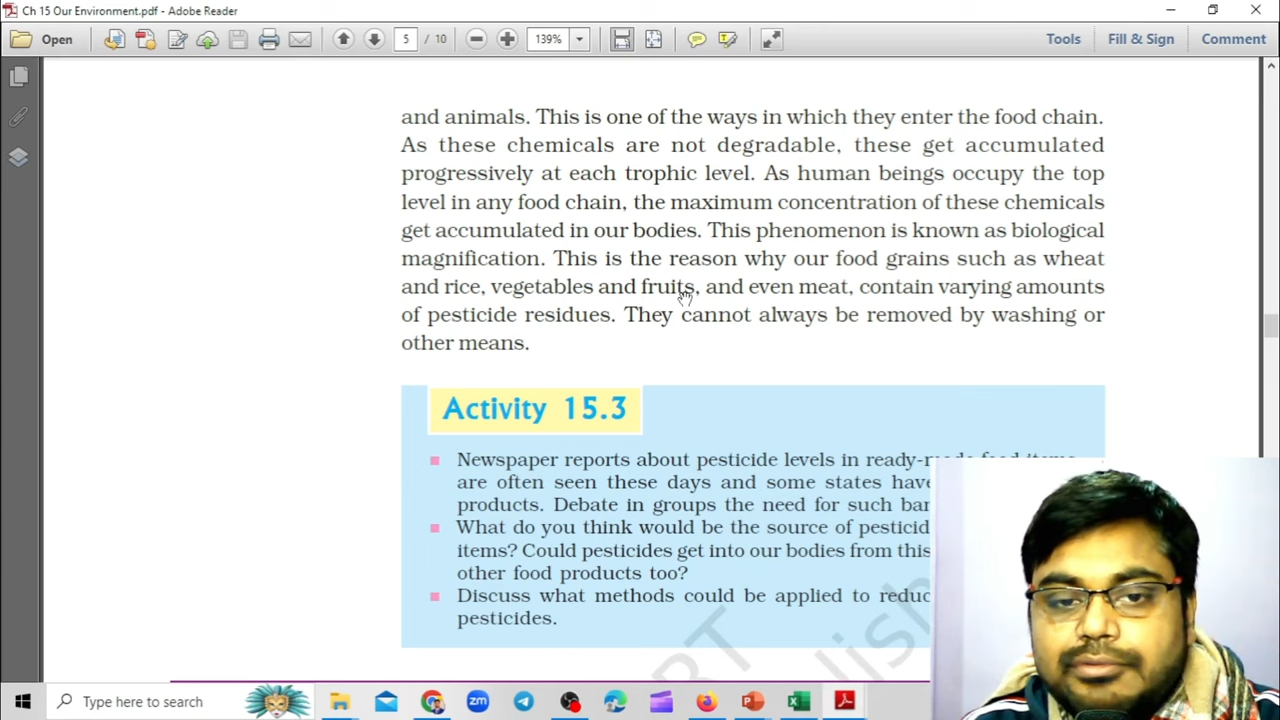 Ch 15 Our Environment.pdf - Adobe Reader
Open
5 / 10
139%
Tools
Fill & Sign
Comment
and animals. This is one of the ways in which they enter the food chain.
As these chemicals are not degradable, these get accumulated
progressively at each trophic level. As human beings occupy the top
level in any food chain, the maximum concentration of these chemicals
get accumulated in our bodies. This phenomenon is known as biological
magnification. This is the reason why our food grains such as wheat
and rice, vegetables and fruits, and even meat, contain varying amounts
of pesticide residues. They cannot always be removed by washing or
other means.
Activity 15.3
Newspaper reports about pesticide levels in ready-made food items
are often seen these days and some states have
products. Debate in groups the need for such
What do you think would be the source of
items? Could pesticides get into our bodies from this
other food products too?
Discuss what methods could be applied to
pesticides.
Type here to search
zm